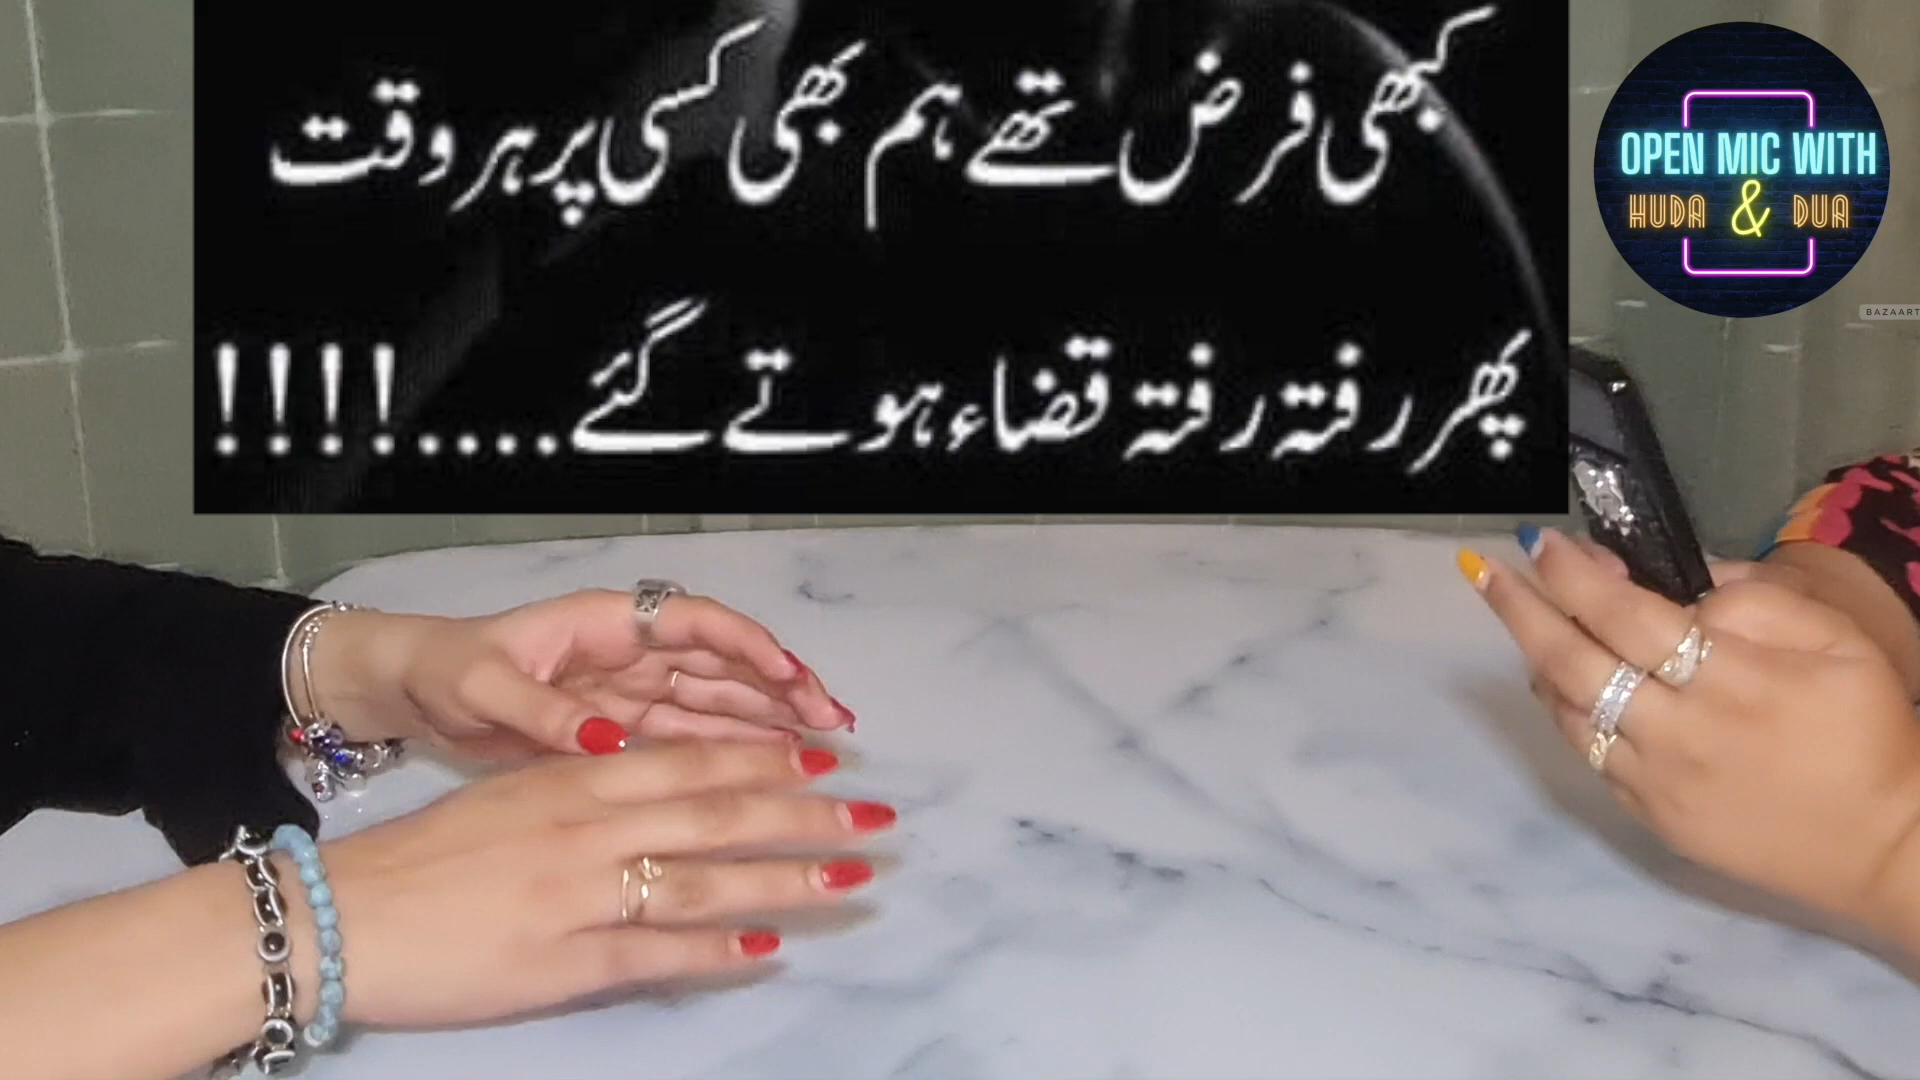 کبھی فرض تھے ہم بھی کسی پر ہر وقت
پھر رفتہ رفتہ قضاء ہوتے گئے....!!!!
OPEN MIC WITH
HUDA & DUA
BAZAART